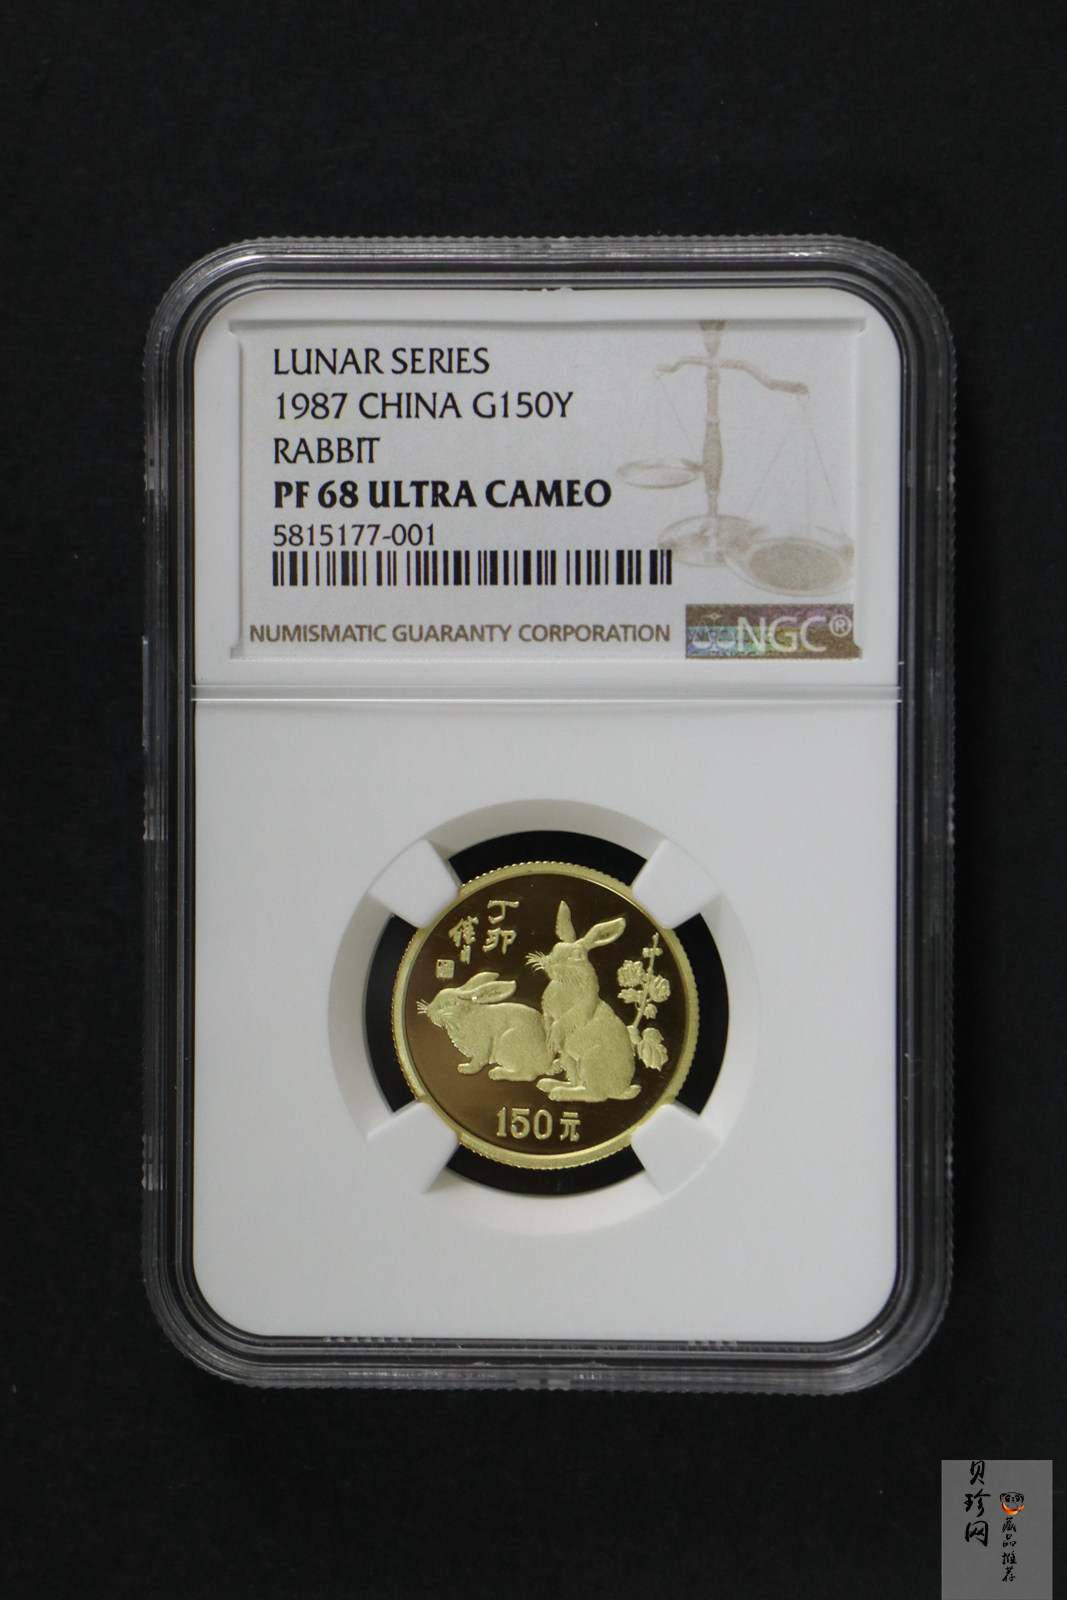 LUNAR SERIES
1987 CHINA G150Y
RABBIT
PF 68 ULTRA CAMEO
5815177-001
NUMISMATIC GUARANTY CORPORATION
NGC®
丁卯
150元
贝珍网
藏品推荐